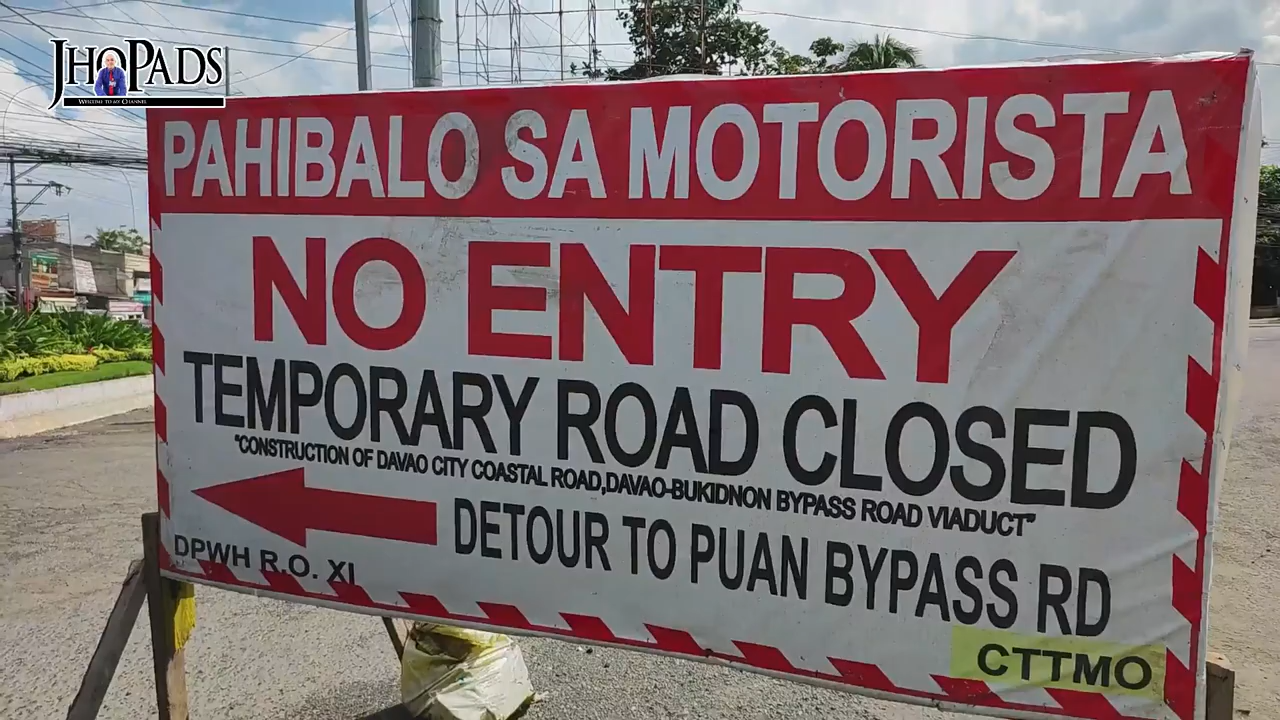 JHOPADS
WELCOME TO MY CHANNEL
PAHIBALO SA MOTORISTA
NO ENTRY
TEMPORARY ROAD CLOSED
"CONSTRUCTION OF DAVAO CITY COASTAL ROAD,DAVAO-BUKIDNON BYPASS ROAD VIADUCT"
DETOUR TO PUAN BYPASS RD
DPWH R.O. XI
CTTMO